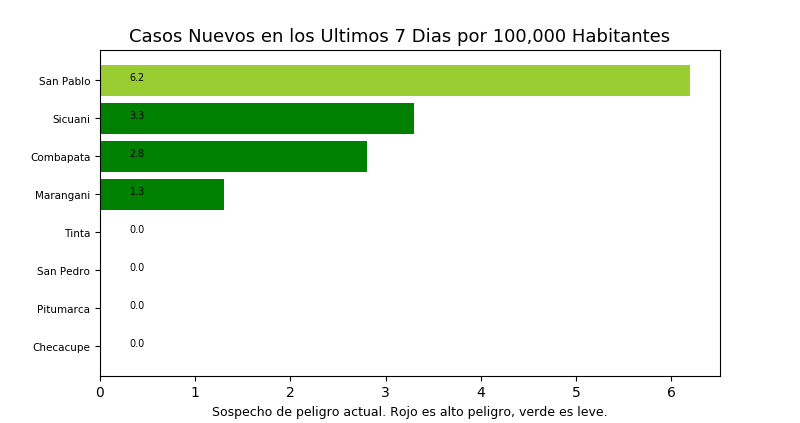 Casos Nuevos en los Ultimos 7 Dias por 100,000 Habitantes
San Pablo 6.2
Sicuani 3.3
Combapata 2.8
Marangani 1.3
Tinta 0.0
San Pedro 0.0
Pitumarca 0.0
Checacupe 0.0
0 1 2 3 4 5 6
Sospecho de peligro actual. Rojo es alto peligro, verde es leve.